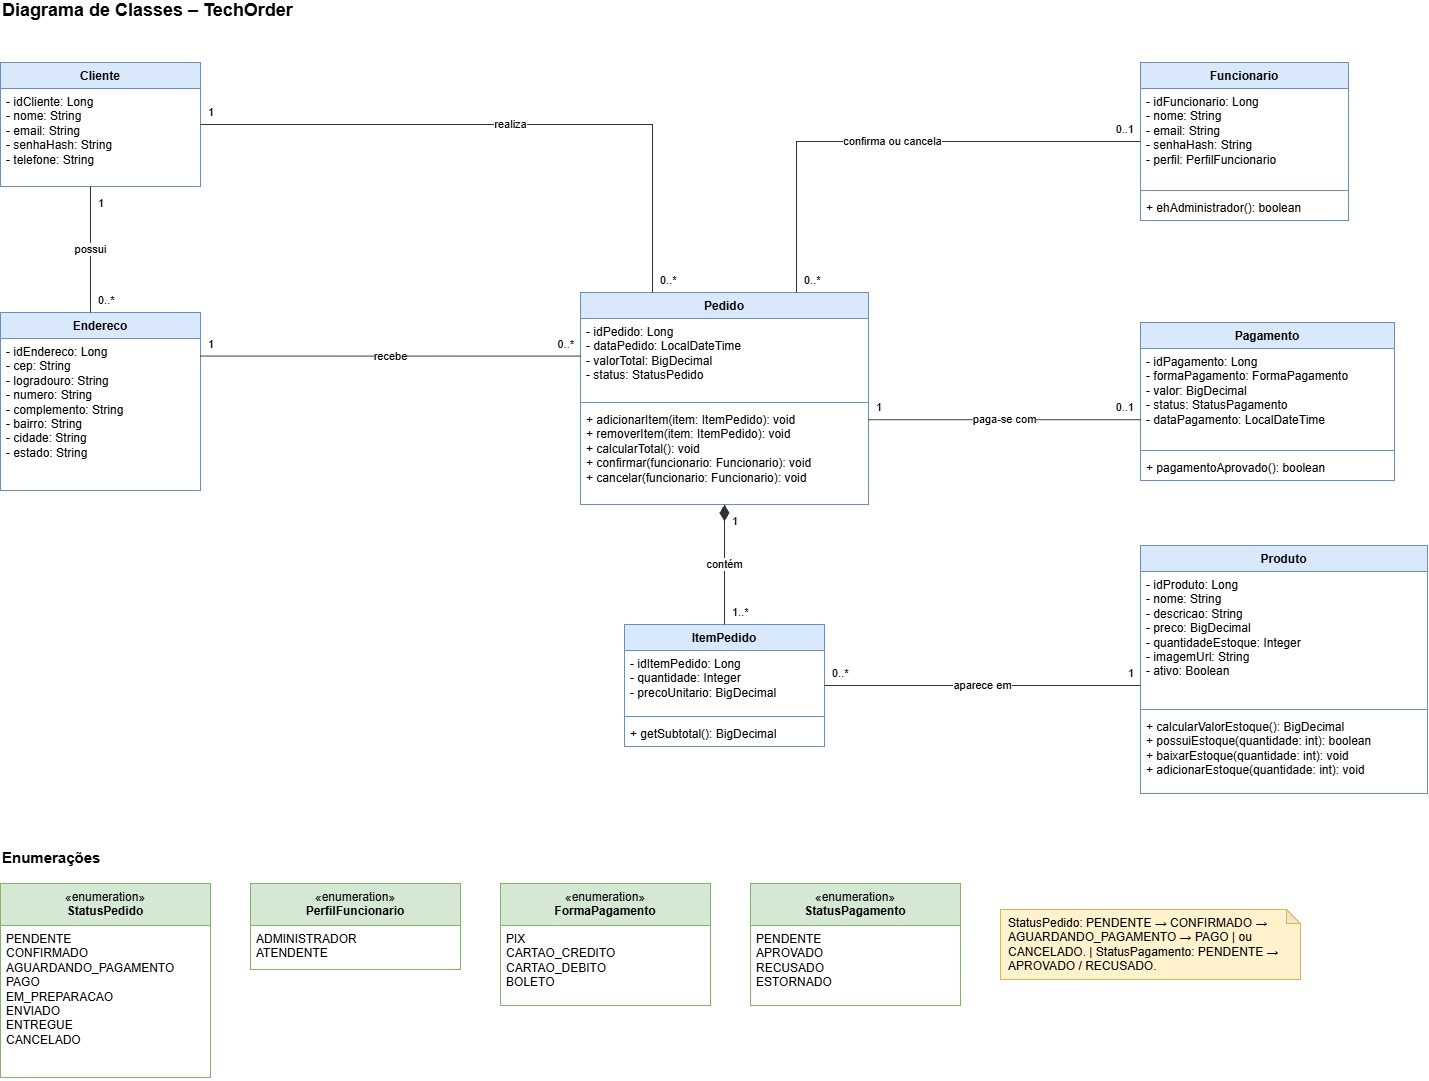 Diagrama de Classes – TechOrder
Cliente
- idCliente: Long
- nome: String
- email: String
- senhaHash: String
- telefone: String
1
realiza
0..*
1
possui
0..*
Funcionario
- idFuncionario: Long
- nome: String
- email: String
- senhaHash: String
- perfil: PerfilFuncionario
+ ehAdministrador(): boolean
0..1
confirma ou cancela
0..*
Endereco
- idEndereco: Long
- cep: String
- logradouro: String
- numero: String
- complemento: String
- bairro: String
- cidade: String
- estado: String
1
recebe
0..*
Pedido
- idPedido: Long
- dataPedido: LocalDateTime
- valorTotal: BigDecimal
- status: StatusPedido
+ adicionarItem(item: ItemPedido): void
+ removerItem(item: ItemPedido): void
+ calcularTotal(): void
+ confirmar(funcionario: Funcionario): void
+ cancelar(funcionario: Funcionario): void
1
paga-se com
0..1
Pagamento
- idPagamento: Long
- formaPagamento: FormaPagamento
- valor: BigDecimal
- status: StatusPagamento
- dataPagamento: LocalDateTime
+ pagamentoAprovado(): boolean
1
contém
1..*
ItemPedido
- idItemPedido: Long
- quantidade: Integer
- precoUnitario: BigDecimal
+ getSubtotal(): BigDecimal
0..*
aparece em
1
Produto
- idProduto: Long
- nome: String
- descricao: String
- preco: BigDecimal
- quantidadeEstoque: Integer
- imagemUrl: String
- ativo: Boolean
+ calcularValorEstoque(): BigDecimal
+ possuiEstoque(quantidade: int): boolean
+ baixarEstoque(quantidade: int): void
+ adicionarEstoque(quantidade: int): void
Enumerações
«enumeration»
StatusPedido
PENDENTE
CONFIRMADO
AGUARDANDO_PAGAMENTO
PAGO
EM_PREPARACAO
ENVIADO
ENTREGUE
CANCELADO
«enumeration»
PerfilFuncionario
ADMINISTRADOR
ATENDENTE
«enumeration»
FormaPagamento
PIX
CARTAO_CREDITO
CARTAO_DEBITO
BOLETO
«enumeration»
StatusPagamento
PENDENTE
APROVADO
RECUSADO
ESTORNADO
StatusPedido: PENDENTE → CONFIRMADO →
AGUARDANDO_PAGAMENTO → PAGO | ou
CANCELADO. | StatusPagamento: PENDENTE →
APROVADO / RECUSADO.